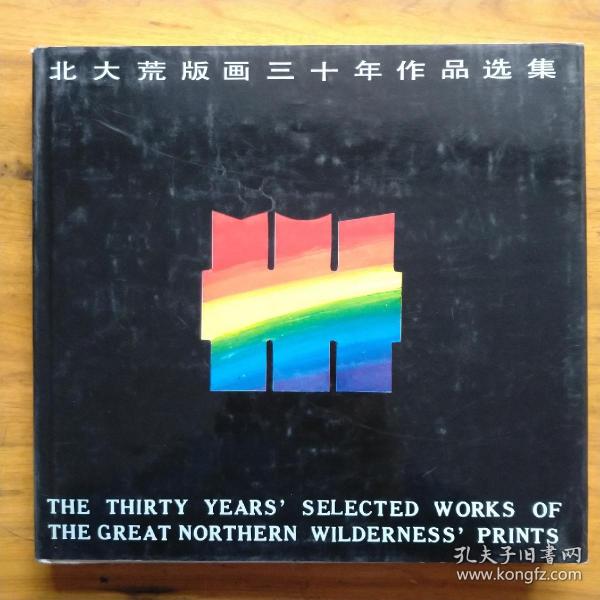 北大荒版画三十年作品选集
THE THIRTY YEARS' SELECTED WORKS OF
THE GREAT NORTHERN WILDERNESS' PRINTS
孔夫子旧书网
www.kongfz.com